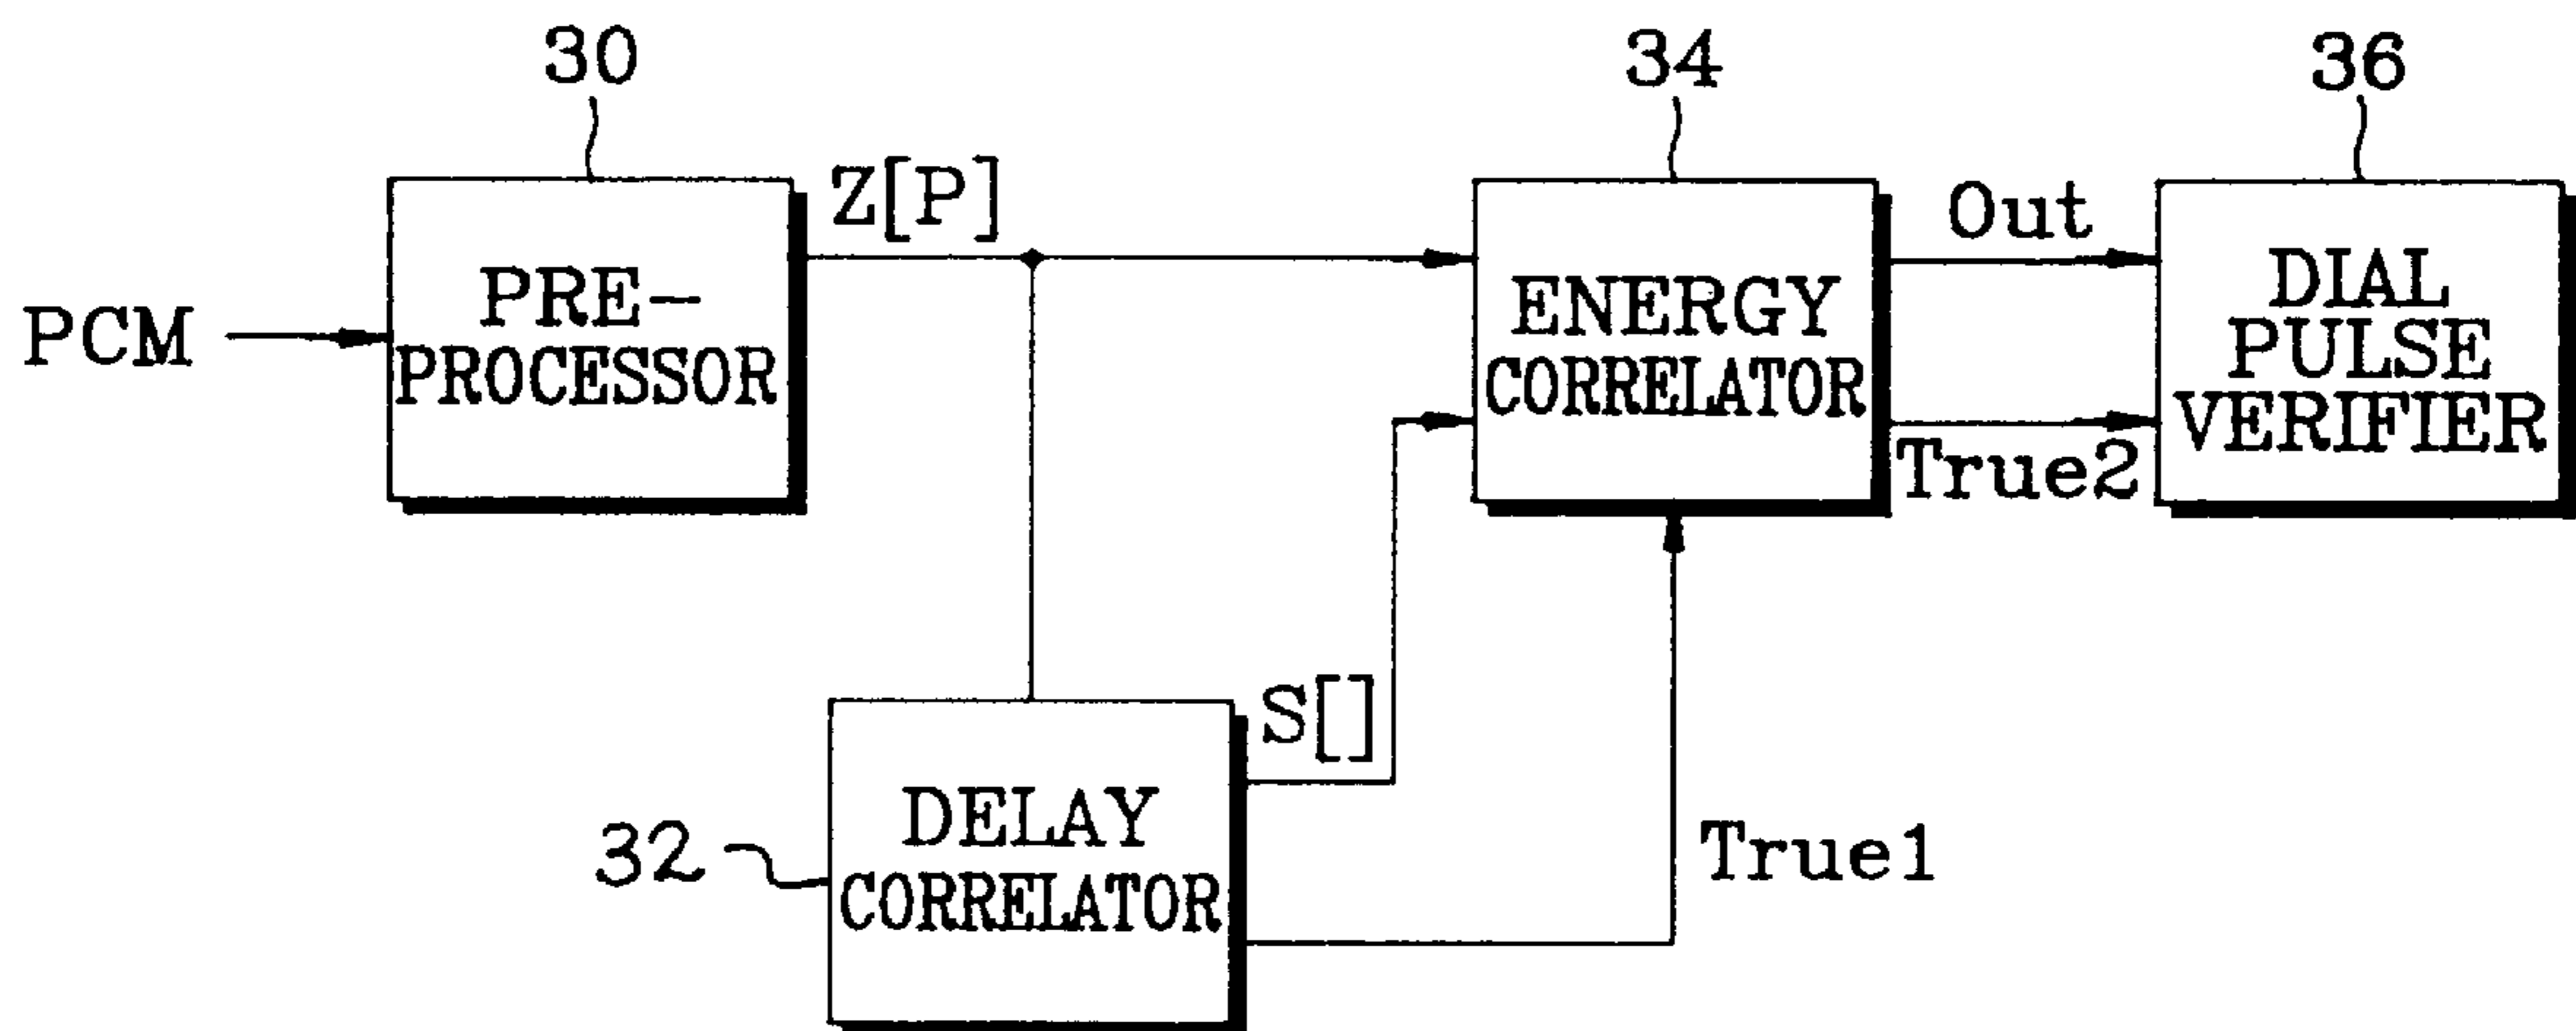 30
34
36
Z[P]
Out
PCM
PRE-
PROCESSOR
ENERGY
CORRELATOR
DIAL
PULSE
VERIFIER
True2
S[]
32
DELAY
CORRELATOR
True1